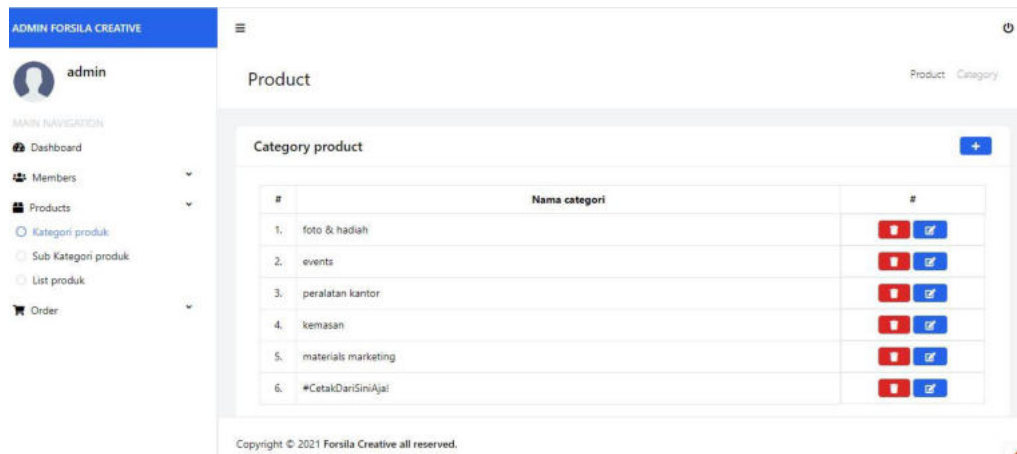 ADMIN FORSILA CREATIVE
admin
MAIN NAVIGATION
Dashboard
Members
Products
Kategori produk
Sub Kategori produk
List produk
Order
Product
Product Category
Category product
+
# Nama categori #
1. foto & hadiah
2. events
3. peralatan kantor
4. kemasan
5. materials marketing
6. #CetakDariSiniAja!
Copyright © 2021 Forsila Creative all reserved.